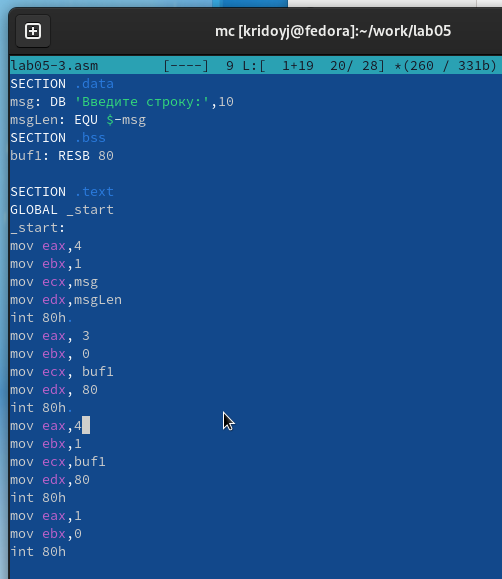 mc [kridoyj@fedora]:~/work/lab05
lab05-3.asm [----] 9 L:[ 1+19 20/ 28] *(260 / 331b)
SECTION .data
msg: DB 'Введите строку:',10
msgLen: EQU $-msg
SECTION .bss
buf1: RESB 80
SECTION .text
GLOBAL _start
_start:
mov eax,4
mov ebx,1
mov ecx,msg
mov edx,msgLen
int 80h.
mov eax, 3
mov ebx, 0
mov ecx, buf1
mov edx, 80
int 80h.
mov eax,4
mov ebx,1
mov ecx,buf1
mov edx,80
int 80h
mov eax,1
mov ebx,0
int 80h